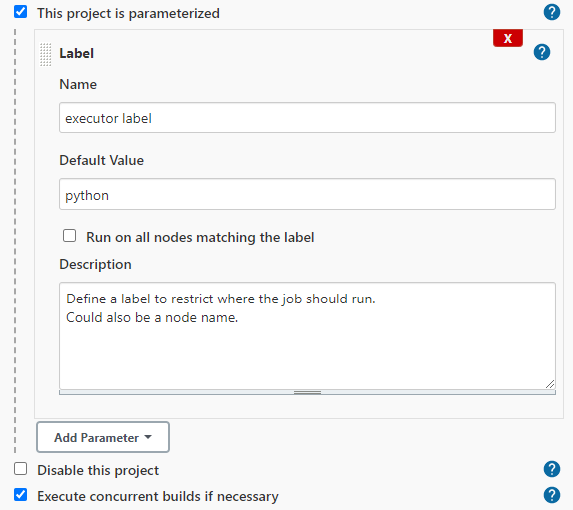 This project is parameterized
?
X
Label
?
Name
executor label
Default Value
python
Run on all nodes matching the label
Description
Define a label to restrict where the job should run.
Could also be a node name.
Add Parameter
Disable this project
?
Execute concurrent builds if necessary
?